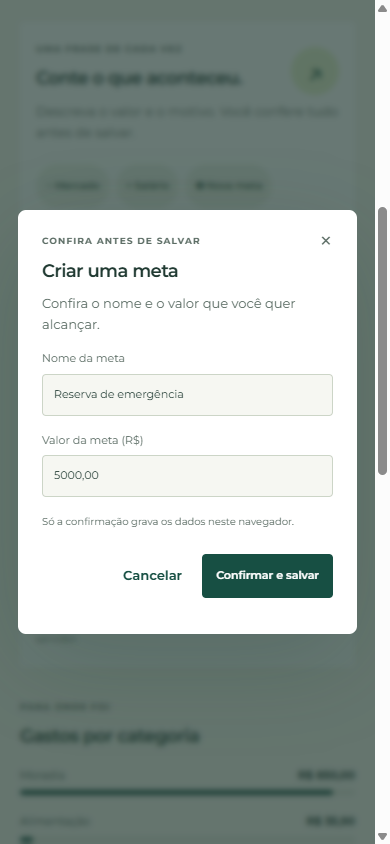 Conte o que aconteceu.
CONFIRA ANTES DE SALVAR
×
Criar uma meta
Confira o nome e o valor que você quer
alcançar.
Nome da meta
Reserva de emergência
Valor da meta (R$)
5000,00
Só a confirmação grava os dados neste navegador.
Cancelar
Confirmar e salvar
Gastos por categoria